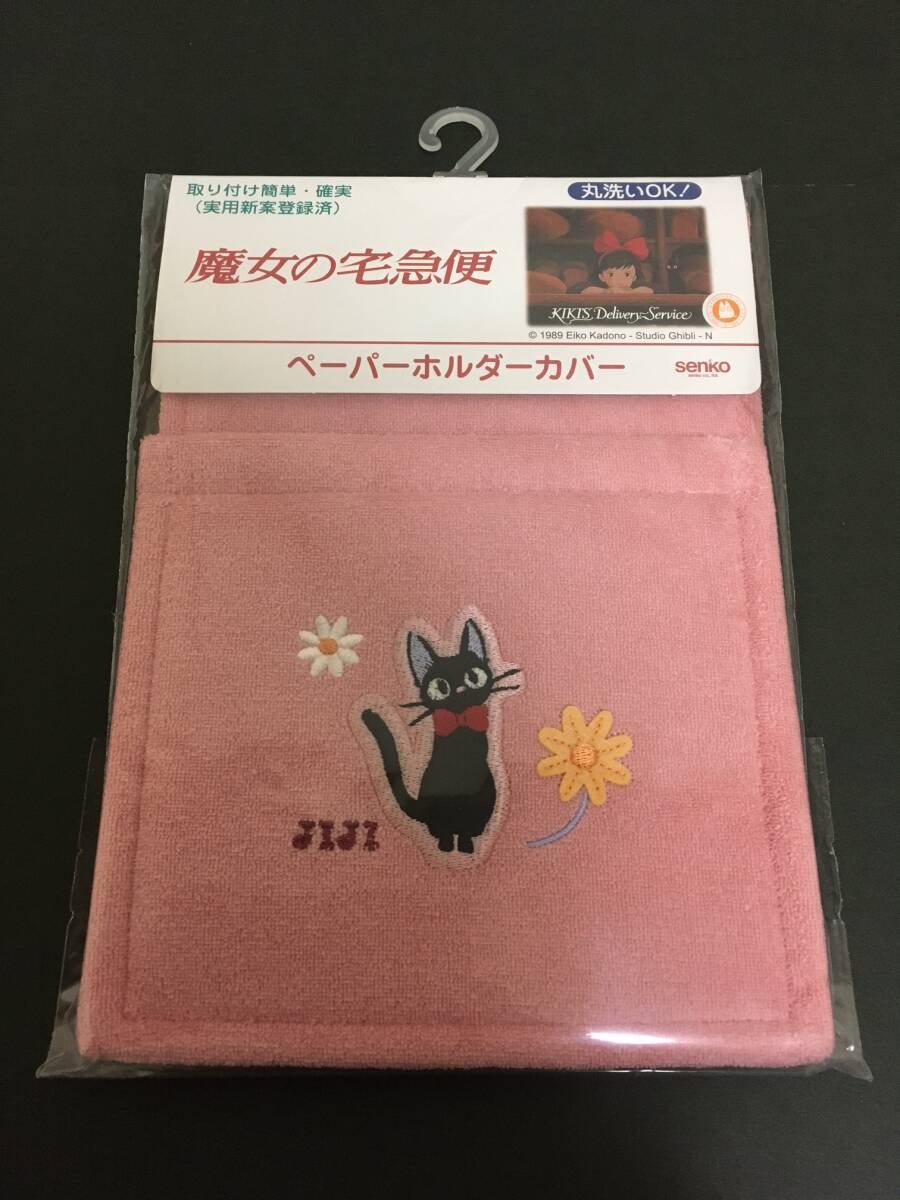 取り付け簡単・確実
(実用新案登録済)
丸洗いOK!
魔女の宅急便
KIKI'S Delivery Service
© 1989 Eiko Kadono - Studio Ghibli - N
ペーパーホルダーカバー
senko
JIJI